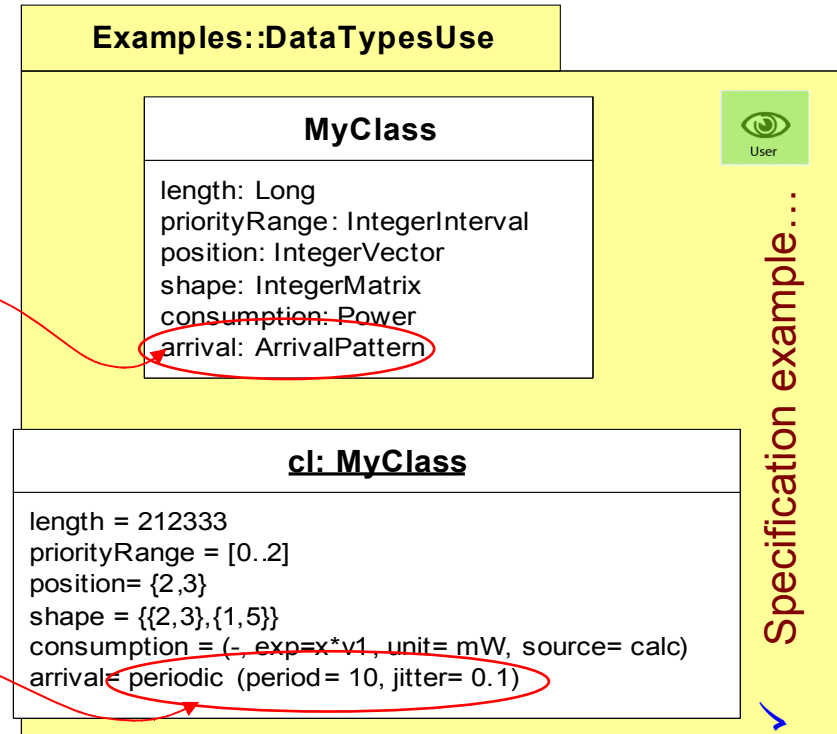 Examples::DataTypesUse
MyClass
length: Long
priorityRange: IntegerInterval
position: IntegerVector
shape: IntegerMatrix
consumption: Power
arrival: ArrivalPattern
User
Specification example...
cl: MyClass
length = 212333
priorityRange = [0..2]
position= {2,3}
shape = {{2,3},{1,5}}
consumption = (-, exp=x*v1, unit= mW, source= calc)
arrival= periodic (period= 10, jitter= 0.1)